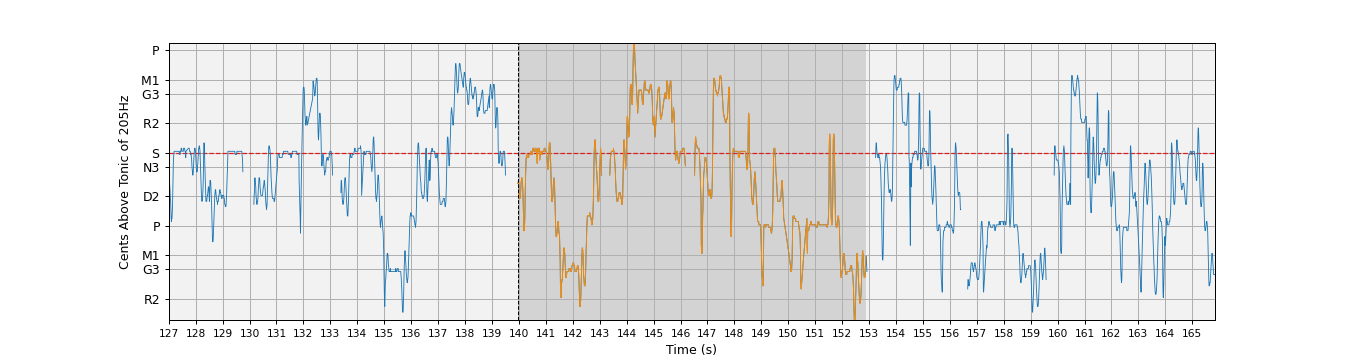 Cents Above Tonic of 205Hz
P
M1
G3
R2
S
N3
D2
P
M1
G3
R2
127 128 129 130 131 132 133 134 135 136 137 138 139 140 141 142 143 144 145 146 147 148 149 150 151 152 153 154 155 156 157 158 159 160 161 162 163 164 165
Time (s)